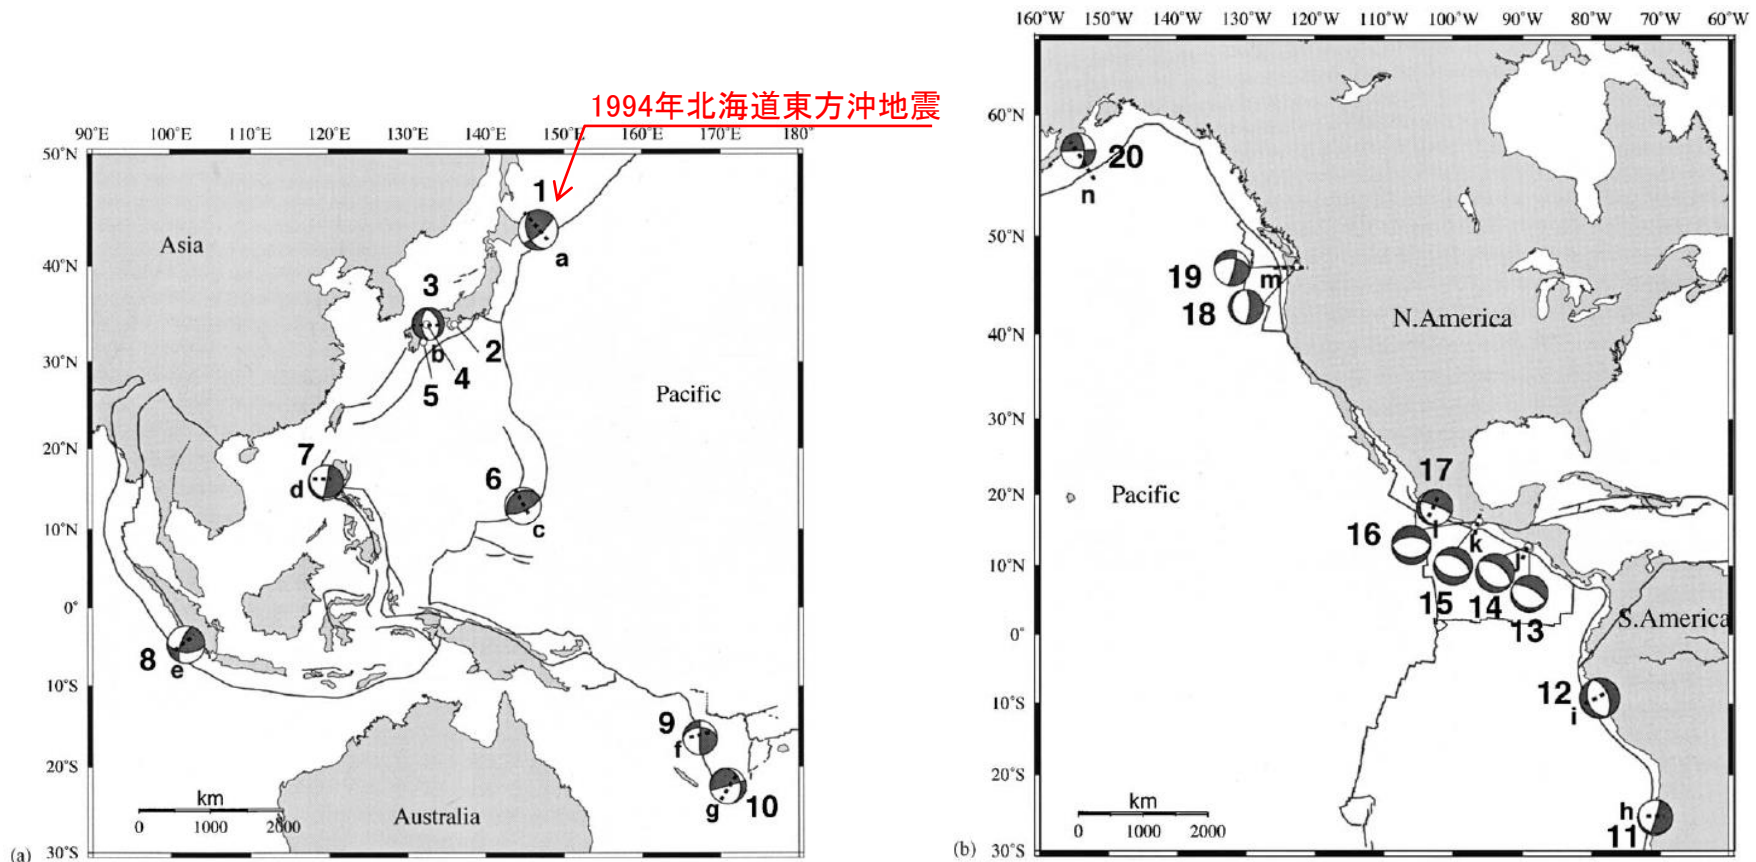 1994年北海道東方沖地震
90°E 100°E 120°E 130°E 140°E 150°E 160°E 170°E 180°
50°N
40°N
30°N
20°N
10°N
0°
10°S
20°S
30°S
Asia
Pacific
Australia
1
a
3
b
2
4
5
7
d
6
c
8
e
9
f
g
10
km
0 1000 2000
(a)
160°W 150°W 140°W 130°W 120°W 110°W 100°W 90°W 80°W 70°W 60°W
60°N
50°N
40°N
30°N
20°N
10°N
0°
10°S
20°S
30°S
20
n
19
m
18
N.America
Pacific
17
l
16
k
j
15
14
13
S.America
12
i
h
11
km
0 1000 2000
(b)